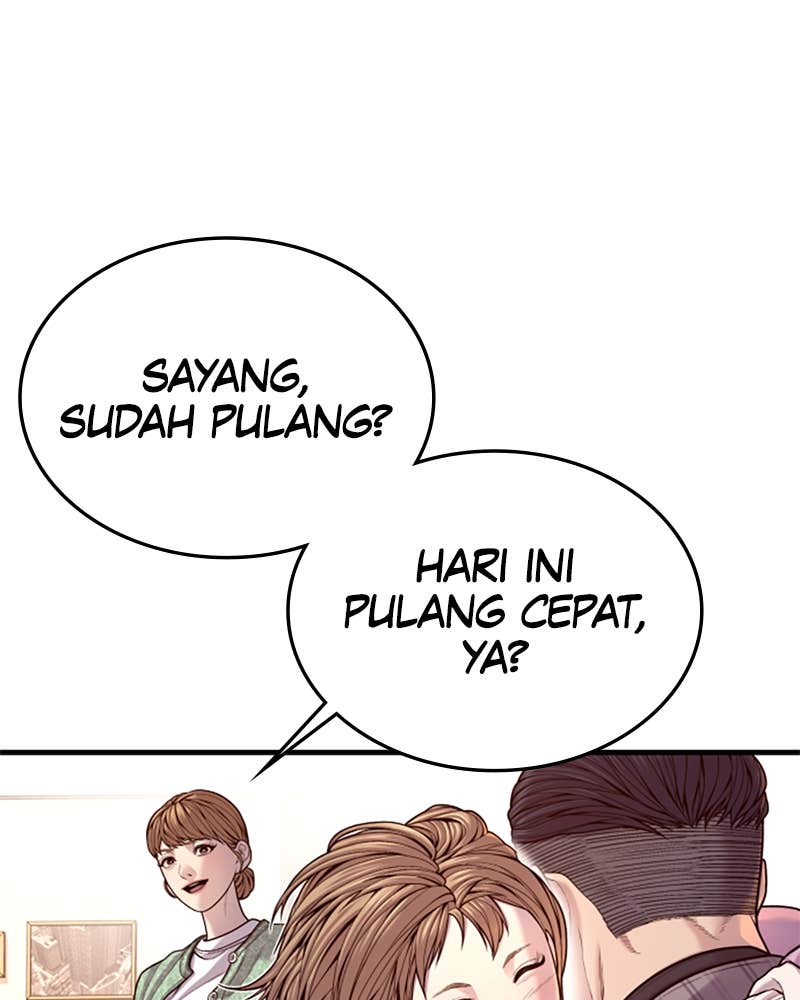 SAYANG,
SUDAH PULANG?
HARI INI
PULANG CEPAT,
YA?